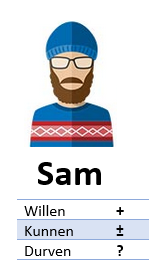 Sam
Willen +
Kunnen ±
Durven ?